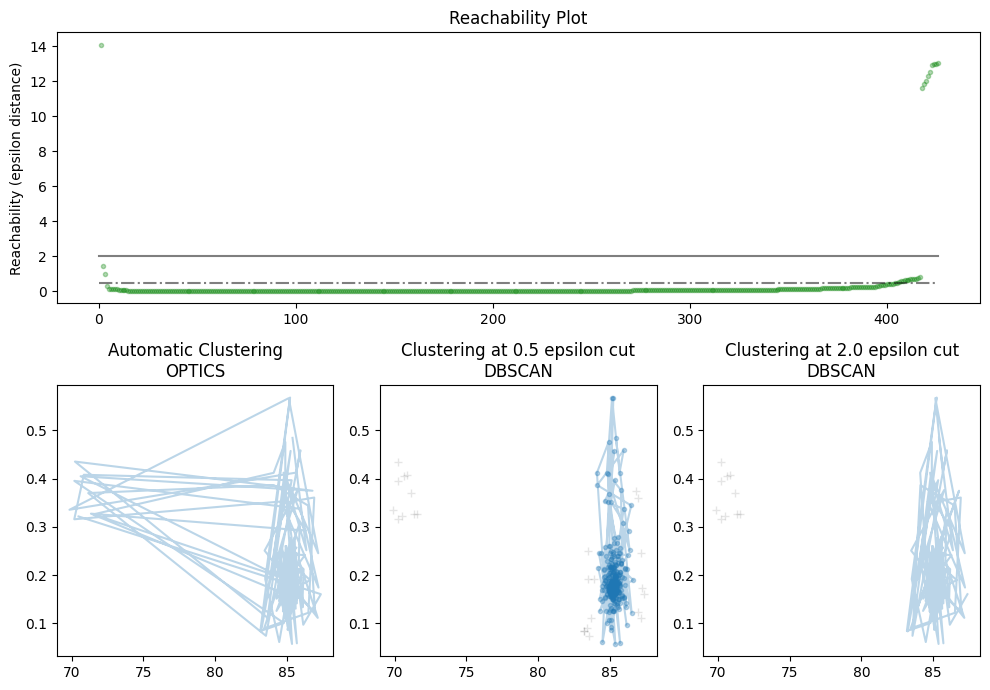 Reachability Plot
Reachability (epsilon distance)
14
12
10
8
6
4
2
0
0 100 200 300 400
Automatic Clustering
OPTICS
0.5
0.4
0.3
0.2
0.1
70 75 80 85
Clustering at 0.5 epsilon cut
DBSCAN
0.5
0.4
0.3
0.2
0.1
70 75 80 85
Clustering at 2.0 epsilon cut
DBSCAN
0.5
0.4
0.3
0.2
0.1
70 75 80 85